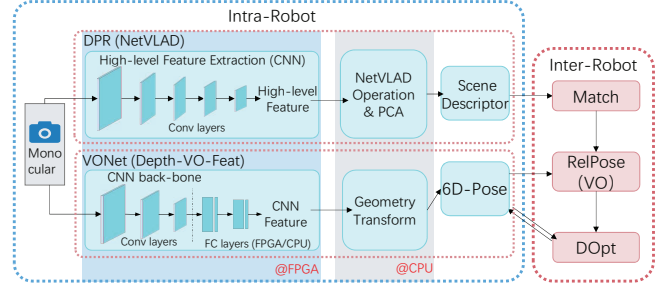 Intra-Robot
DPR (NetVLAD)
High-level Feature Extraction (CNN)
High-level
Feature
Conv layers
NetVLAD
Operation
& PCA
Scene
Descriptor
Inter-Robot
Match
Mono
cular
VONet (Depth-VO-Feat)
CNN back-bone
CNN
Feature
Conv layers
FC layers (FPGA/CPU)
Geometry
Transform
6D-Pose
RelPose
(VO)
DOpt
@FPGA
@CPU